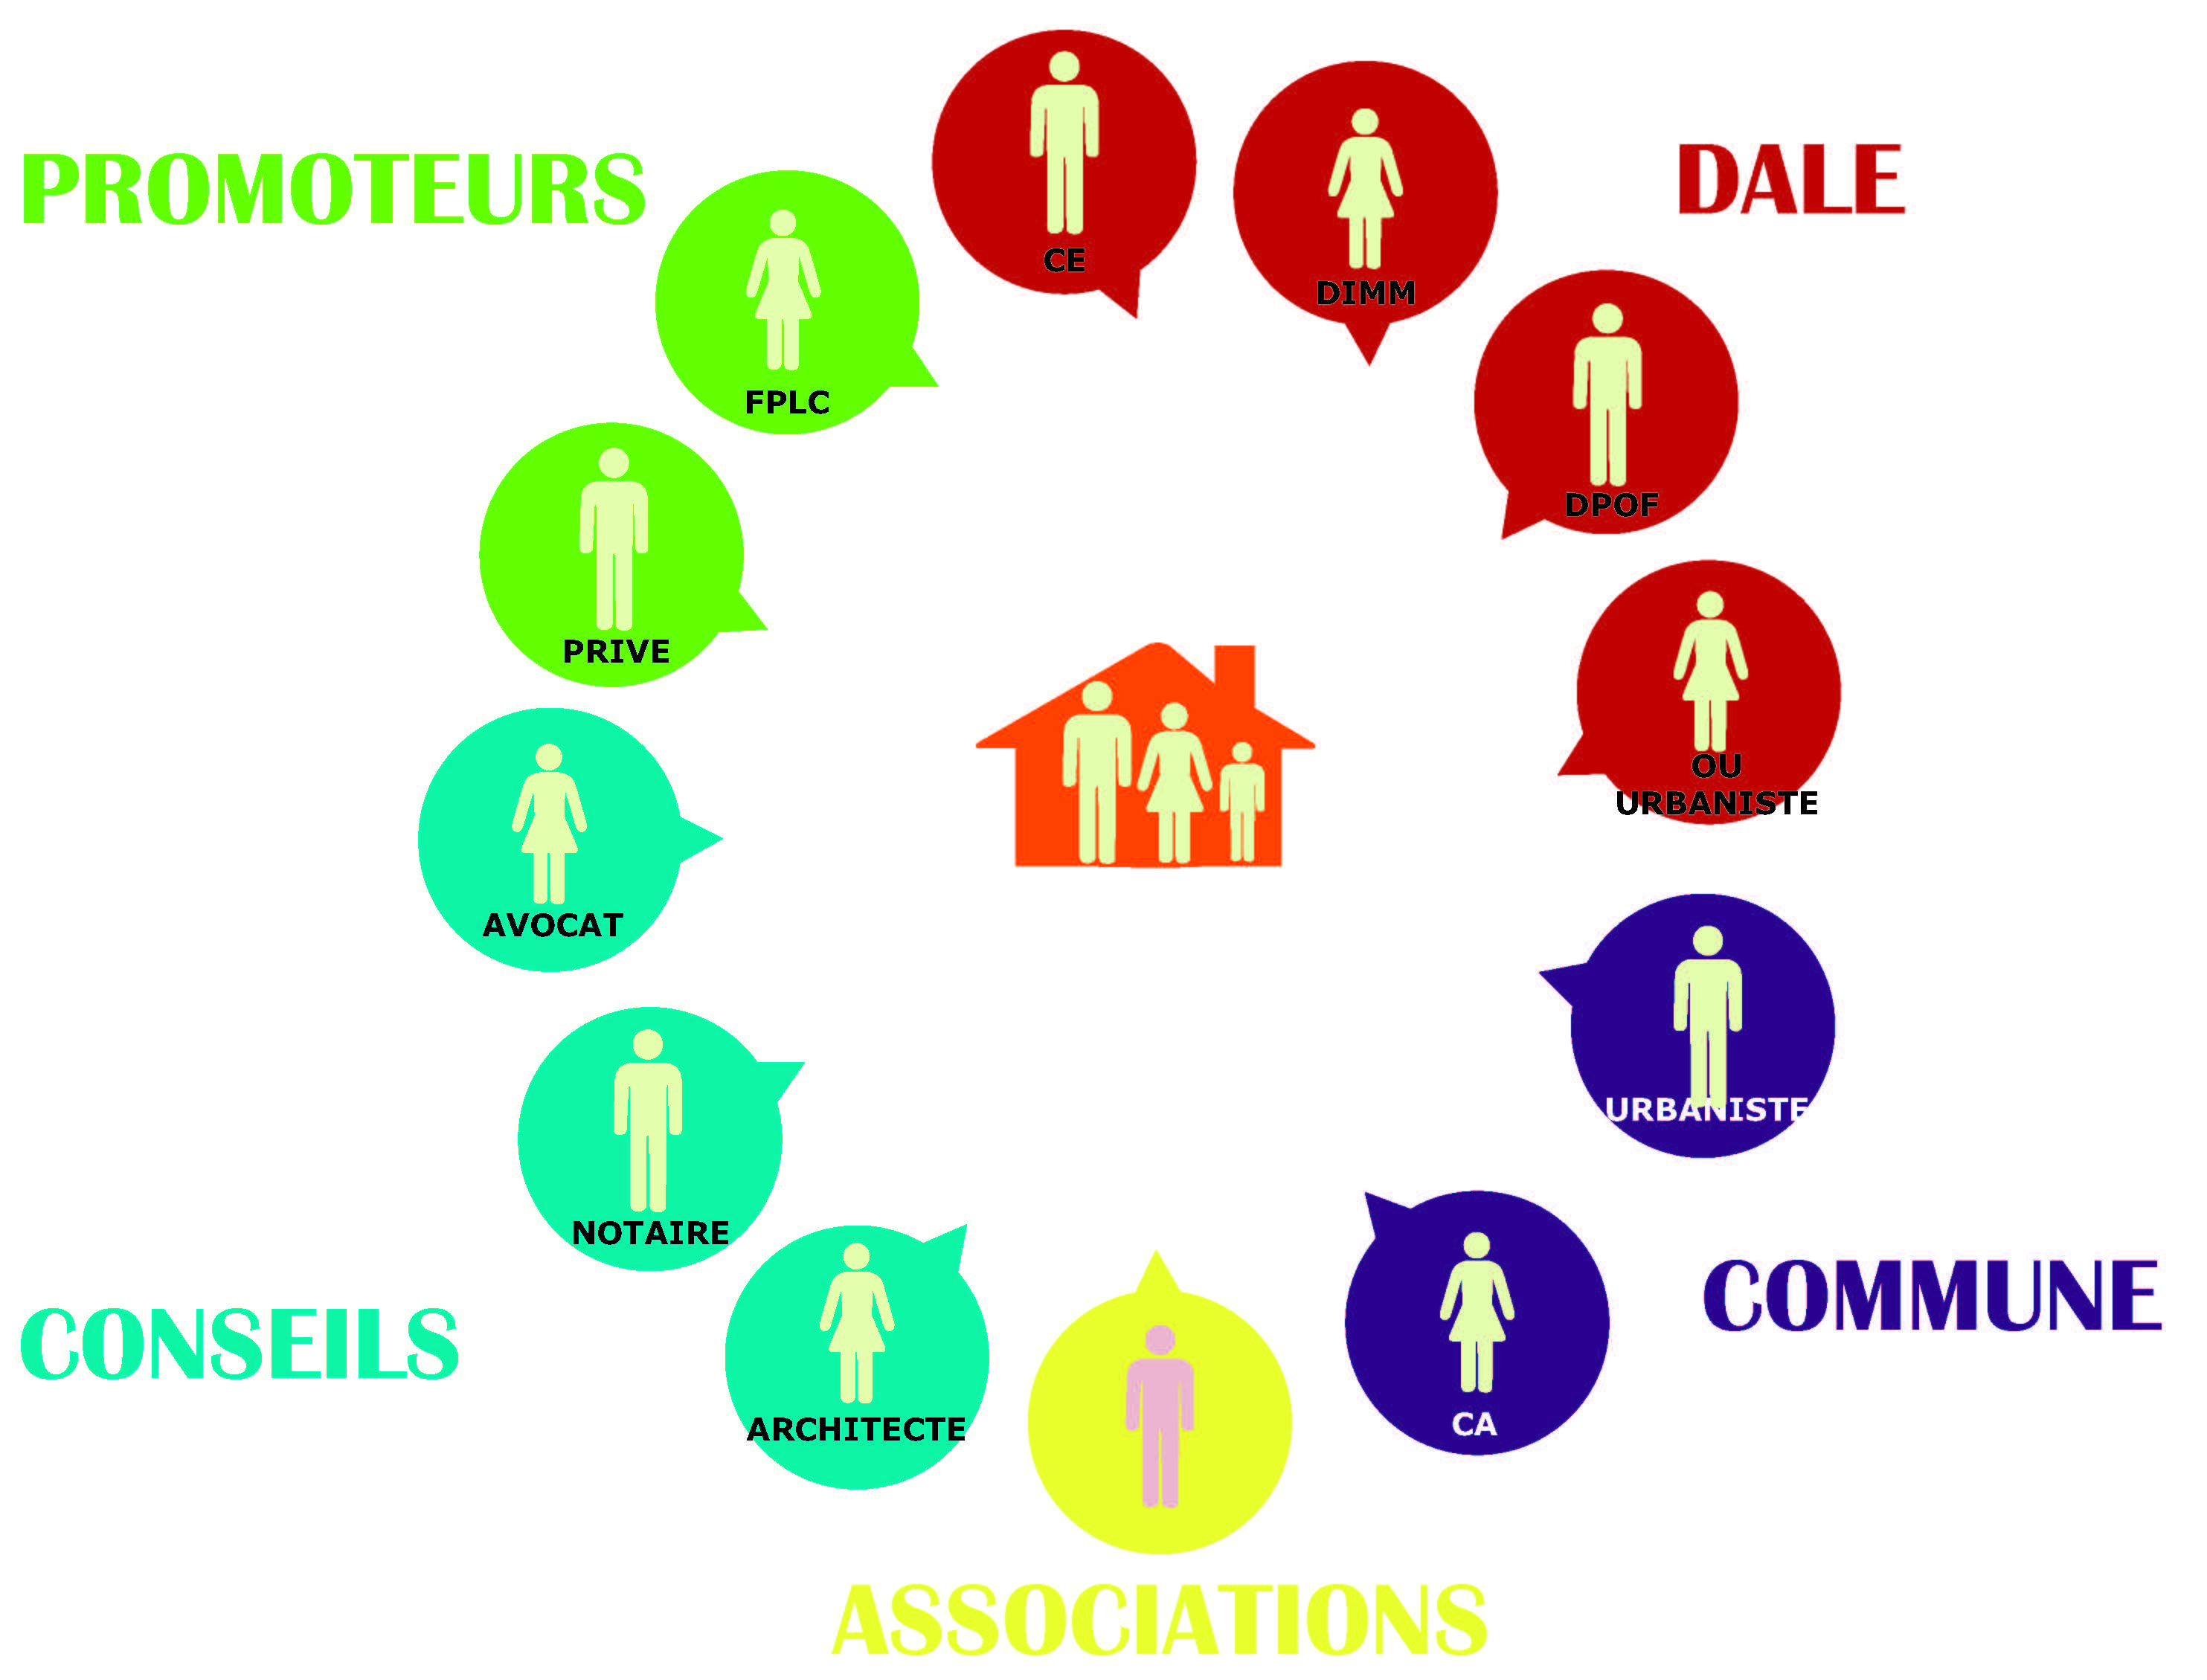 PROMOTEURS
DALE
CE
DIMM
FPLC
DPOF
PRIVE
OU
URBANISTE
AVOCAT
URBANISTE
NOTAIRE
CONSEILS
COMMUNE
ARCHITECTE
CA
ASSOCIATIONS